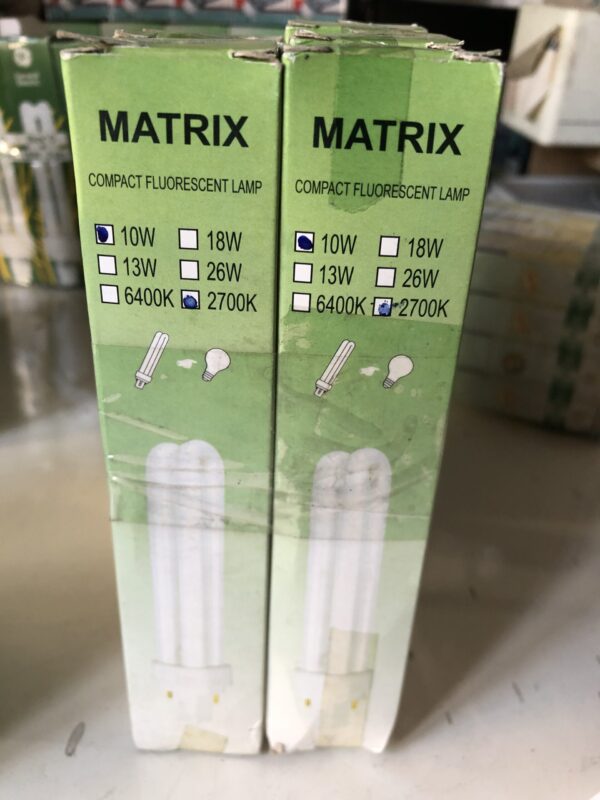 MATRIX
COMPACT FLUORESCENT LAMP
10W 18W
13W 26W
6400K 2700K
MATRIX
COMPACT FLUORESCENT LAMP
10W 18W
13W 26W
6400K 2700K